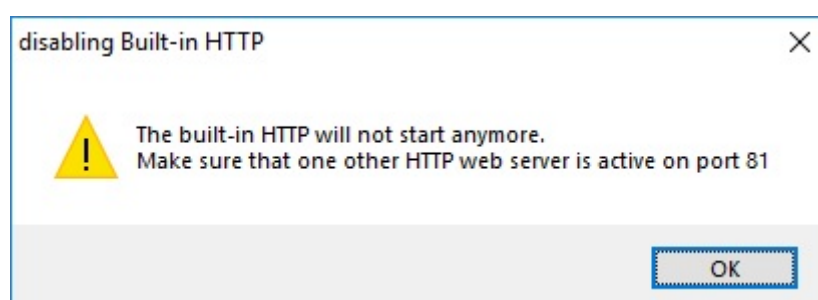 disabling Built-in HTTP
The built-in HTTP will not start anymore.
Make sure that one other HTTP web server is active on port 81
OK